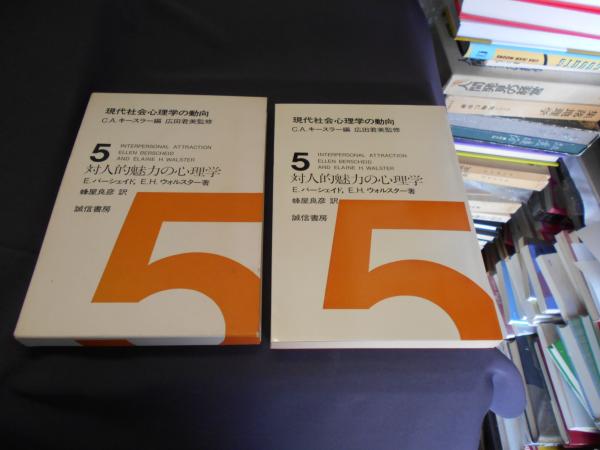 現代社会心理学の動向
C.A.キースラー編 広田君美監修
5 INTERPERSONAL ATTRACTION
ELLEN BERSCHEID
AND ELAINE H. WALSTER
対人的魅力の心理学
E.バーシェイド, E.H.ウォルスター著
蜂屋良彦 訳
誠信書房
5
現代社会心理学の動向
C.A.キースラー編 広田君美監修
5 INTERPERSONAL ATTRACTION
ELLEN BERSCHEID
AND ELAINE H. WALSTER
対人的魅力の心理学
E.バーシェイド, E.H.ウォルスター著
蜂屋良彦 訳
誠信書房
5